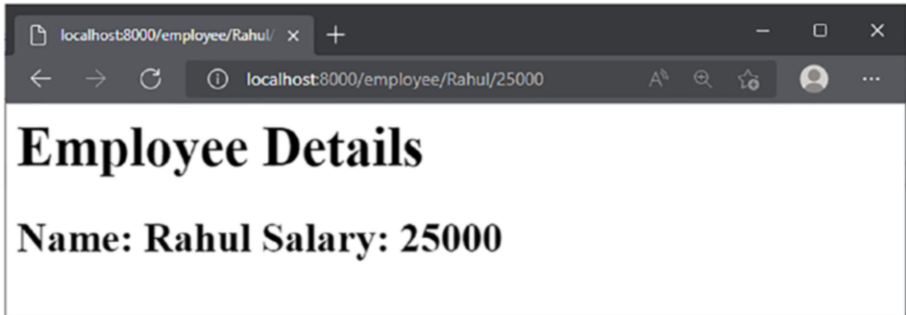 localhost:8000/employee/Rahul/
localhost:8000/employee/Rahul/25000
Employee Details
Name: Rahul Salary: 25000